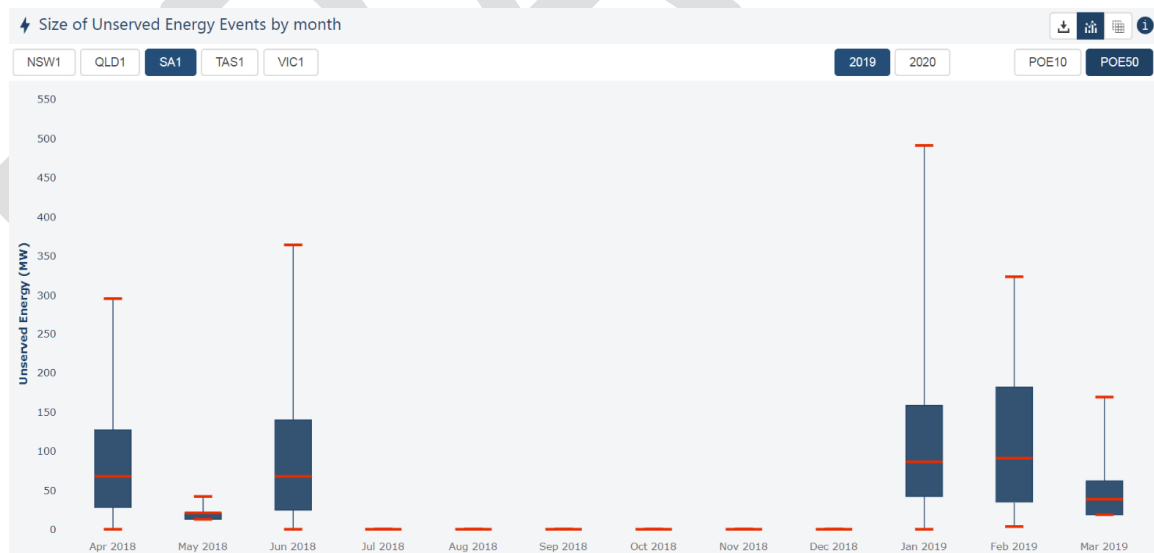 Size of Unserved Energy Events by month
i
NSW1 QLD1 SA1 TAS1 VIC1 2019 2020 POE10 POE50
Unserved Energy (MW)
550
500
450
400
350
300
250
200
150
100
50
0
Apr 2018 May 2018 Jun 2018 Jul 2018 Aug 2018 Sep 2018 Oct 2018 Nov 2018 Dec 2018 Jan 2019 Feb 2019 Mar 2019